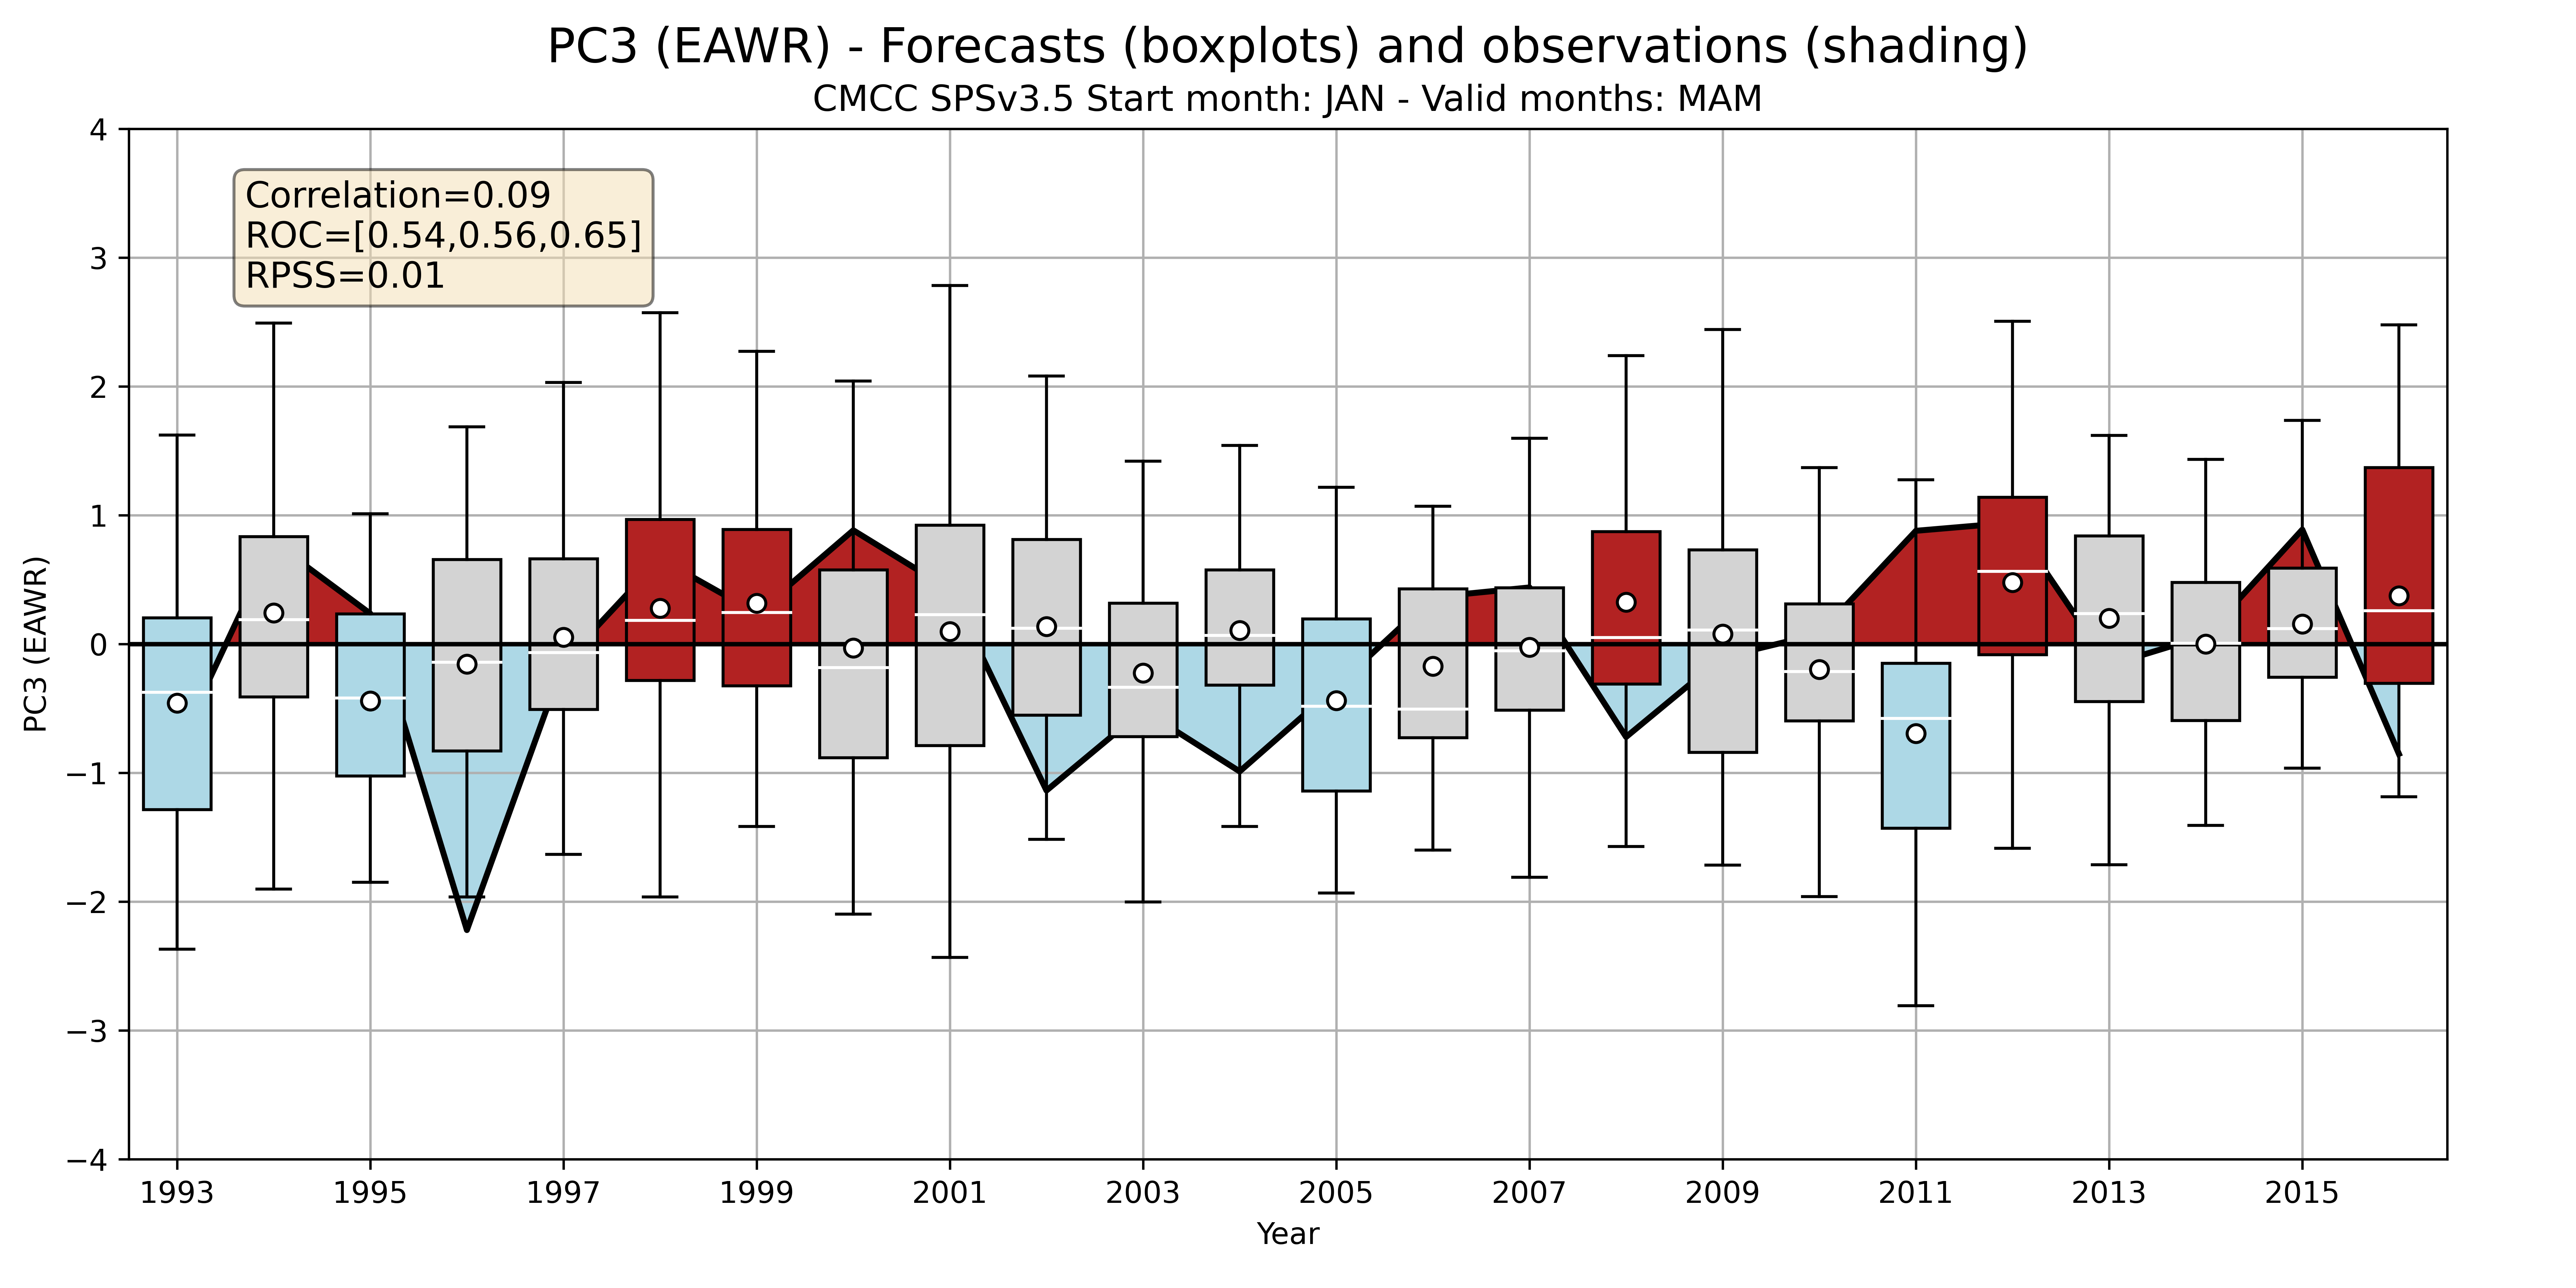 PC3 (EAWR) - Forecasts (boxplots) and observations (shading)
CMCC SPSv3.5 Start month: JAN - Valid months: MAM
Correlation=0.09
ROC=[0.54,0.56,0.65]
RPSS=0.01
PC3 (EAWR)
4
3
2
1
0
−1
−2
−3
−4
1993 1995 1997 1999 2001 2003 2005 2007 2009 2011 2013 2015
Year